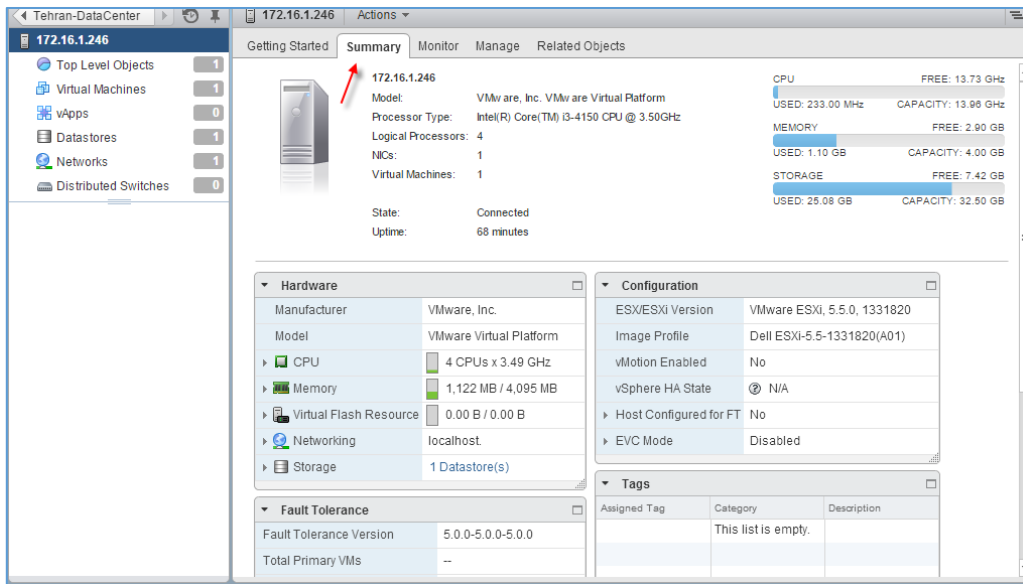 Tehran-DataCenter
172.16.1.246 Actions
172.16.1.246
Top Level Objects 1
Virtual Machines 1
vApps 0
Datastores 1
Networks 1
Distributed Switches 0
Getting Started Summary Monitor Manage Related Objects
172.16.1.246
Model: VMware, Inc. VMware Virtual Platform
Processor Type: Intel(R) Core(TM) i3-4150 CPU @ 3.50GHz
Logical Processors: 4
NICs: 1
Virtual Machines: 1
State: Connected
Uptime: 68 minutes
CPU FREE: 13.73 GHz
USED: 233.00 MHz CAPACITY: 13.96 GHz
MEMORY FREE: 2.90 GB
USED: 1.10 GB CAPACITY: 4.00 GB
STORAGE FREE: 7.42 GB
USED: 25.08 GB CAPACITY: 32.50 GB
Hardware
Manufacturer VMware, Inc.
Model VMware Virtual Platform
CPU 4 CPUs x 3.49 GHz
Memory 1,122 MB / 4,095 MB
Virtual Flash Resource 0.00 B / 0.00 B
Networking localhost.
Storage 1 Datastore(s)
Configuration
ESX/ESXi Version VMware ESXi, 5.5.0, 1331820
Image Profile Dell ESXi-5.5-1331820(A01)
vMotion Enabled No
vSphere HA State N/A
Host Configured for FT No
EVC Mode Disabled
Fault Tolerance
Fault Tolerance Version 5.0.0-5.0.0-5.0.0
Total Primary VMs --
Tags
Assigned Tag Category Description
This list is empty.